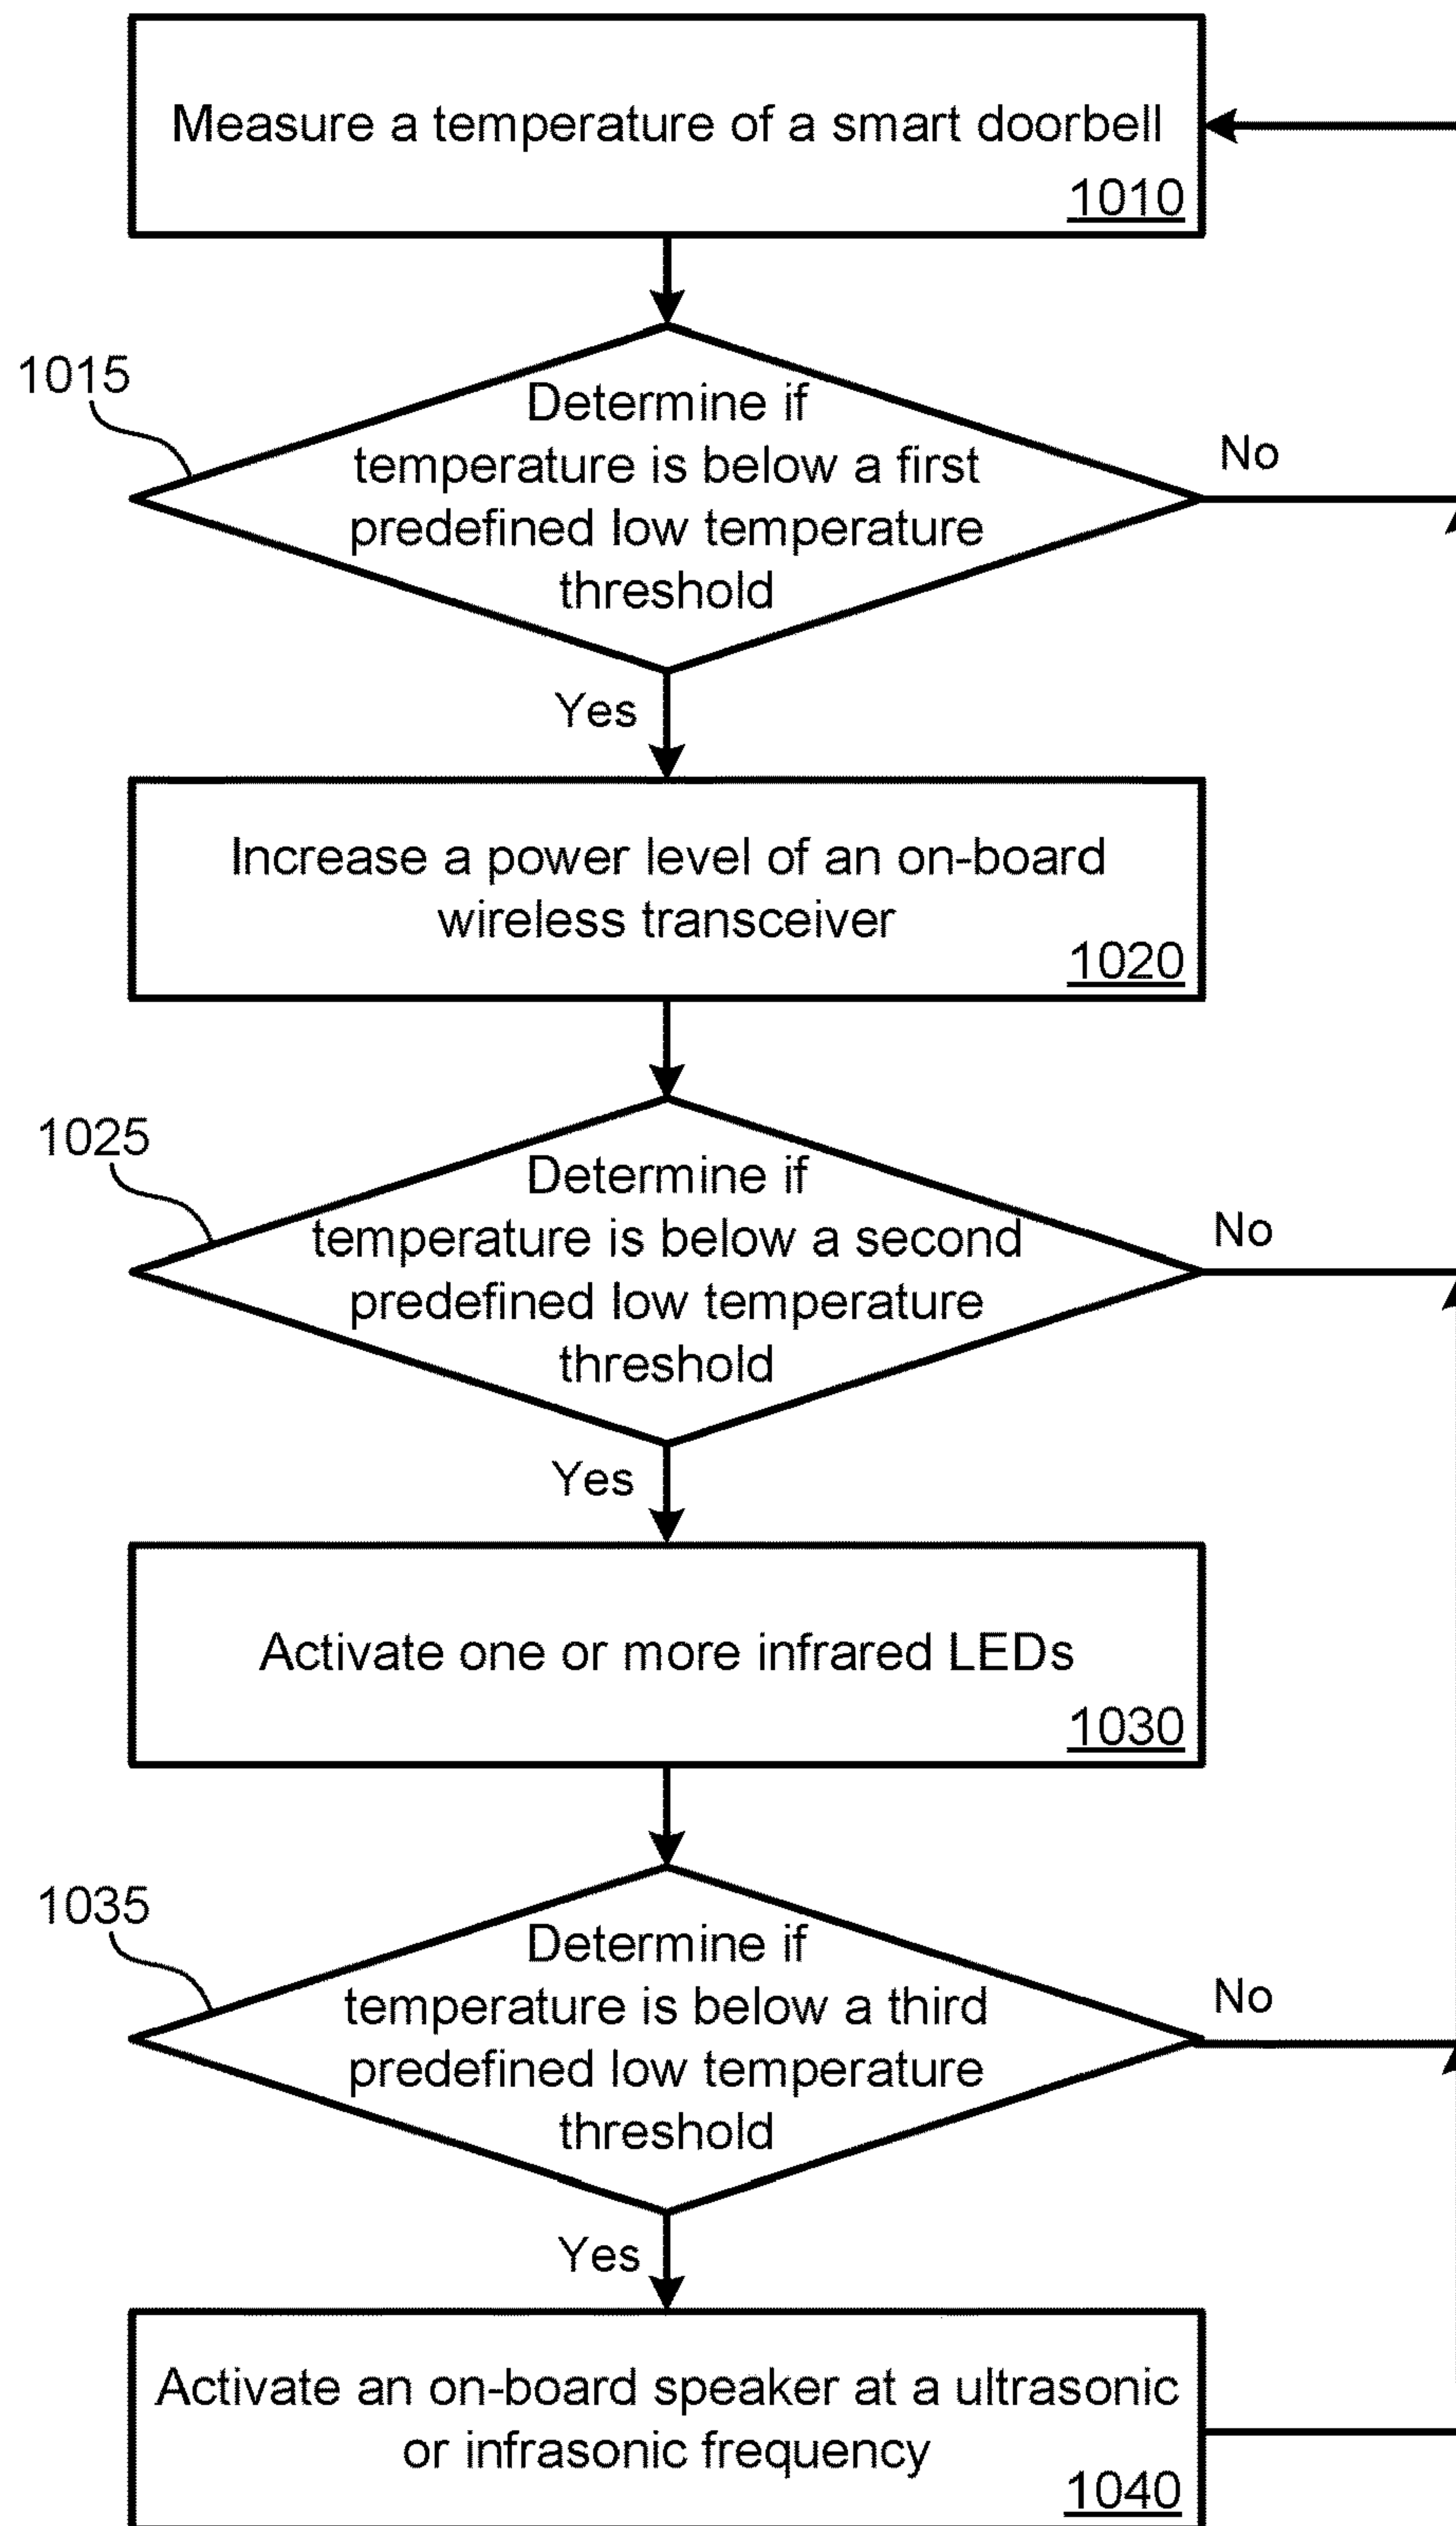 Measure a temperature of a smart doorbell
1010
1015
Determine if
temperature is below a first
predefined low temperature
threshold
No
Yes
Increase a power level of an on-board
wireless transceiver
1020
1025
Determine if
temperature is below a second
predefined low temperature
threshold
No
Yes
Activate one or more infrared LEDs
1030
1035
Determine if
temperature is below a third
predefined low temperature
threshold
No
Yes
Activate an on-board speaker at a ultrasonic
or infrasonic frequency
1040